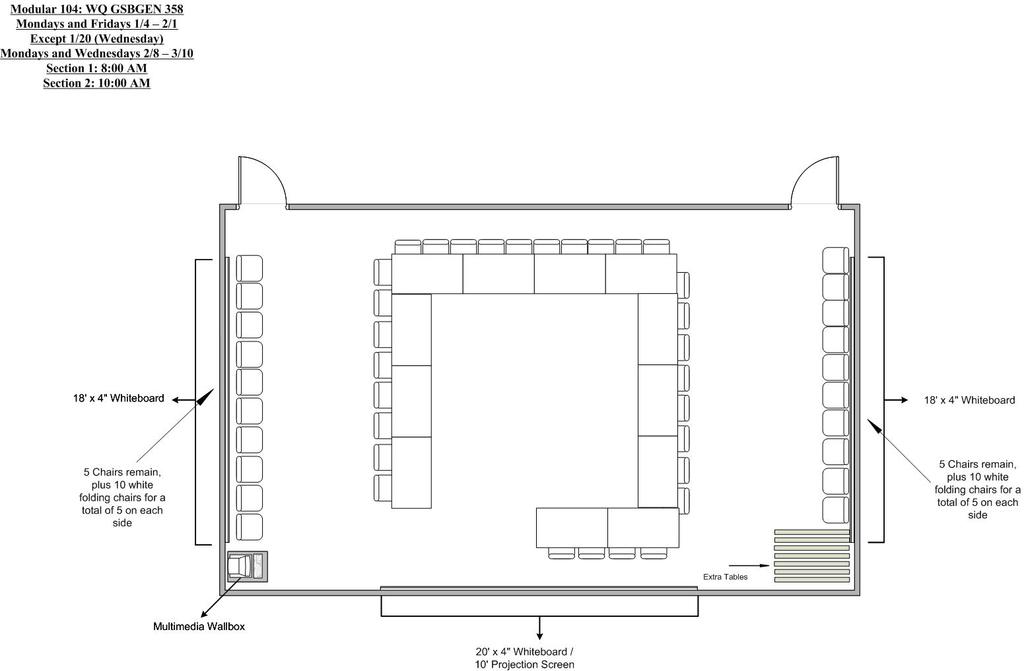 Modular 104: WQ GSBGEN 358
Mondays and Fridays 1/4 – 2/1
Except 1/20 (Wednesday)
Mondays and Wednesdays 2/8 – 3/10
Section 1: 8:00 AM
Section 2: 10:00 AM
18' x 4" Whiteboard
18' x 4" Whiteboard
5 Chairs remain,
plus 10 white
folding chairs for a
total of 5 on each
side
5 Chairs remain,
plus 10 white
folding chairs for a
total of 5 on each
side
Extra Tables
Multimedia Wallbox
20' x 4" Whiteboard /
10' Projection Screen